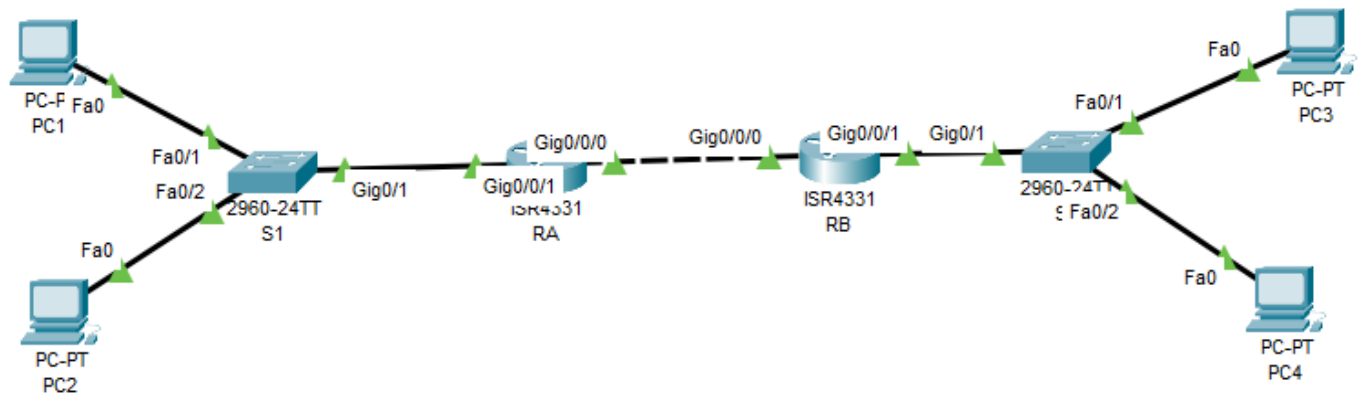 PC-P
PC1
Fa0
Fa0/1
Fa0/2
Fa0
PC-PT
PC2
2960-24TT
S1
Gig0/1
Gig0/0/0
Gig0/0/1
ISR4331
RA
Gig0/0/0
Gig0/0/1
ISR4331
RB
Gig0/1
2960-24TT
Fa0/1
Fa0/2
Fa0
PC-PT
PC3
Fa0
PC-PT
PC4